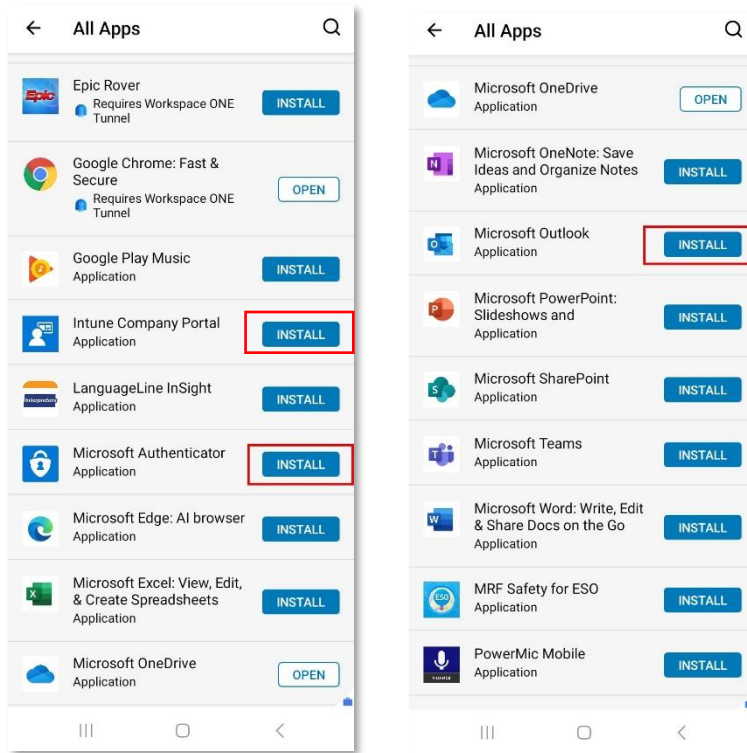 All Apps
Epic
Epic Rover
Requires Workspace ONE
Tunnel
INSTALL
Google Chrome: Fast &
Secure
Requires Workspace ONE
Tunnel
OPEN
Google Play Music
Application
INSTALL
Intune Company Portal
Application
INSTALL
LanguageLine InSight
Application
INSTALL
Microsoft Authenticator
Application
INSTALL
Microsoft Edge: AI browser
Application
INSTALL
Microsoft Excel: View, Edit,
& Create Spreadsheets
Application
INSTALL
Microsoft OneDrive
Application
OPEN
All Apps
Microsoft OneDrive
Application
OPEN
Microsoft OneNote: Save
Ideas and Organize Notes
Application
INSTALL
Microsoft Outlook
Application
INSTALL
Microsoft PowerPoint:
Slideshows and
Application
INSTALL
Microsoft SharePoint
Application
INSTALL
Microsoft Teams
Application
INSTALL
Microsoft Word: Write, Edit
& Share Docs on the Go
Application
INSTALL
ESO
MRF Safety for ESO
Application
INSTALL
NUANCE
PowerMic Mobile
Application
INSTALL